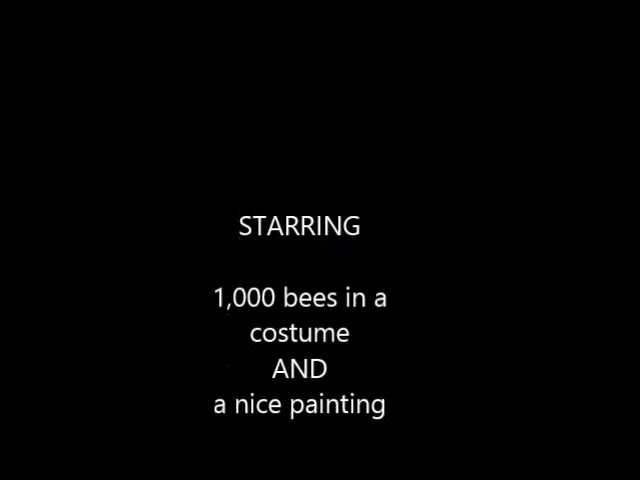 STARRING
1,000 bees in a
costume
AND
a nice painting